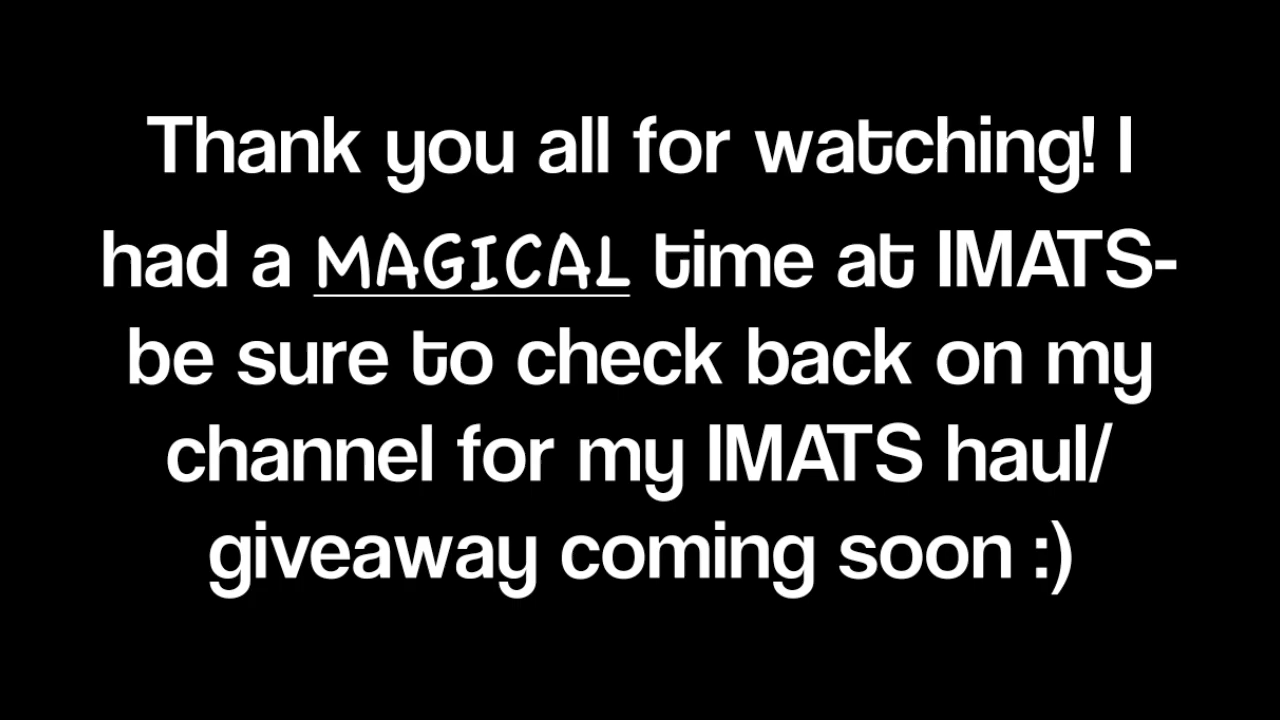 Thank you all for watching! I
had a MAGICAL time at IMATS-
be sure to check back on my
channel for my IMATS haul/
giveaway coming soon :)